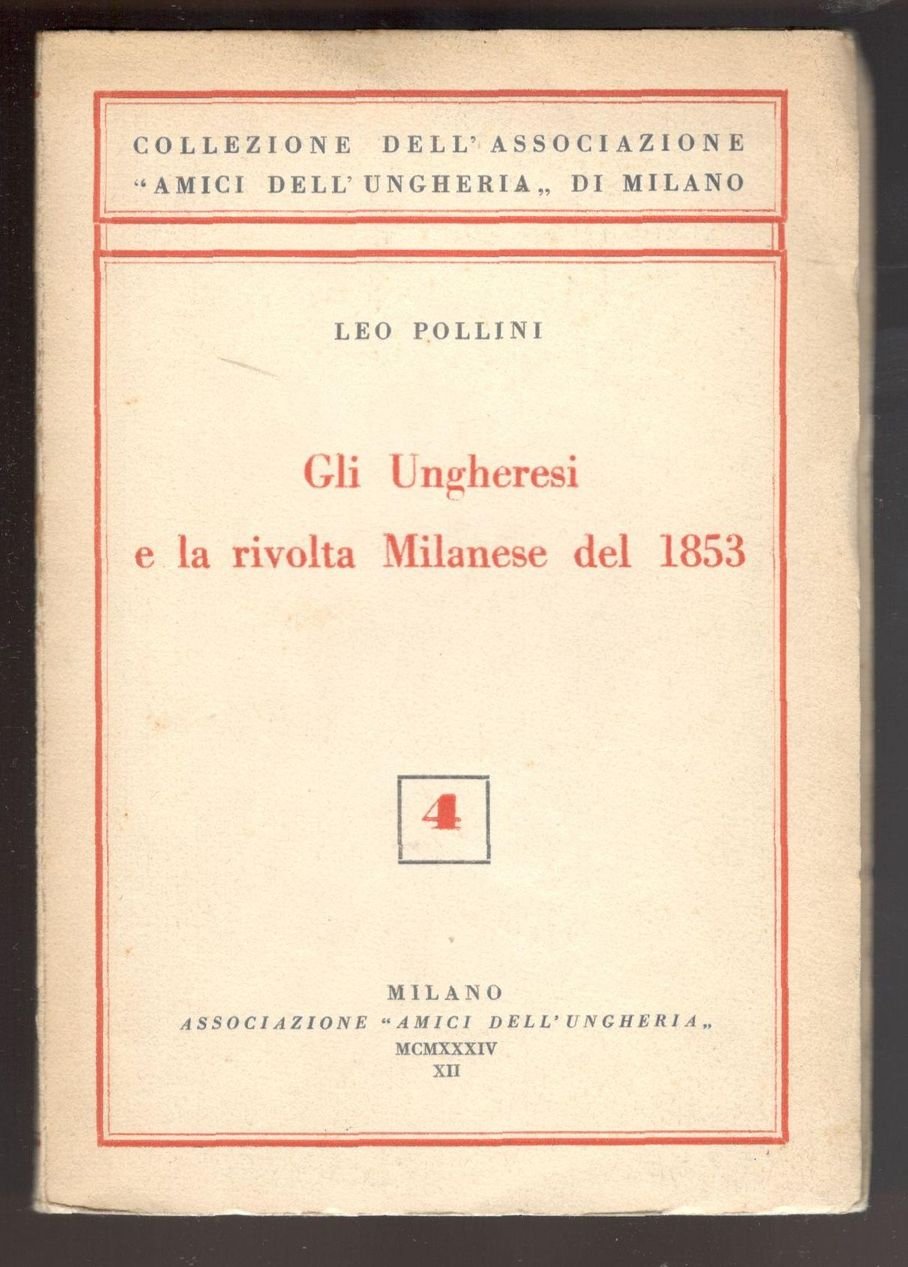 COLLEZIONE DELL'ASSOCIAZIONE
“AMICI DELL'UNGHERIA„ DI MILANO
LEO POLLINI
Gli Ungheresi
e la rivolta Milanese del 1853
4
MILANO
ASSOCIAZIONE “AMICI DELL'UNGHERIA„
MCMXXXIV
XII